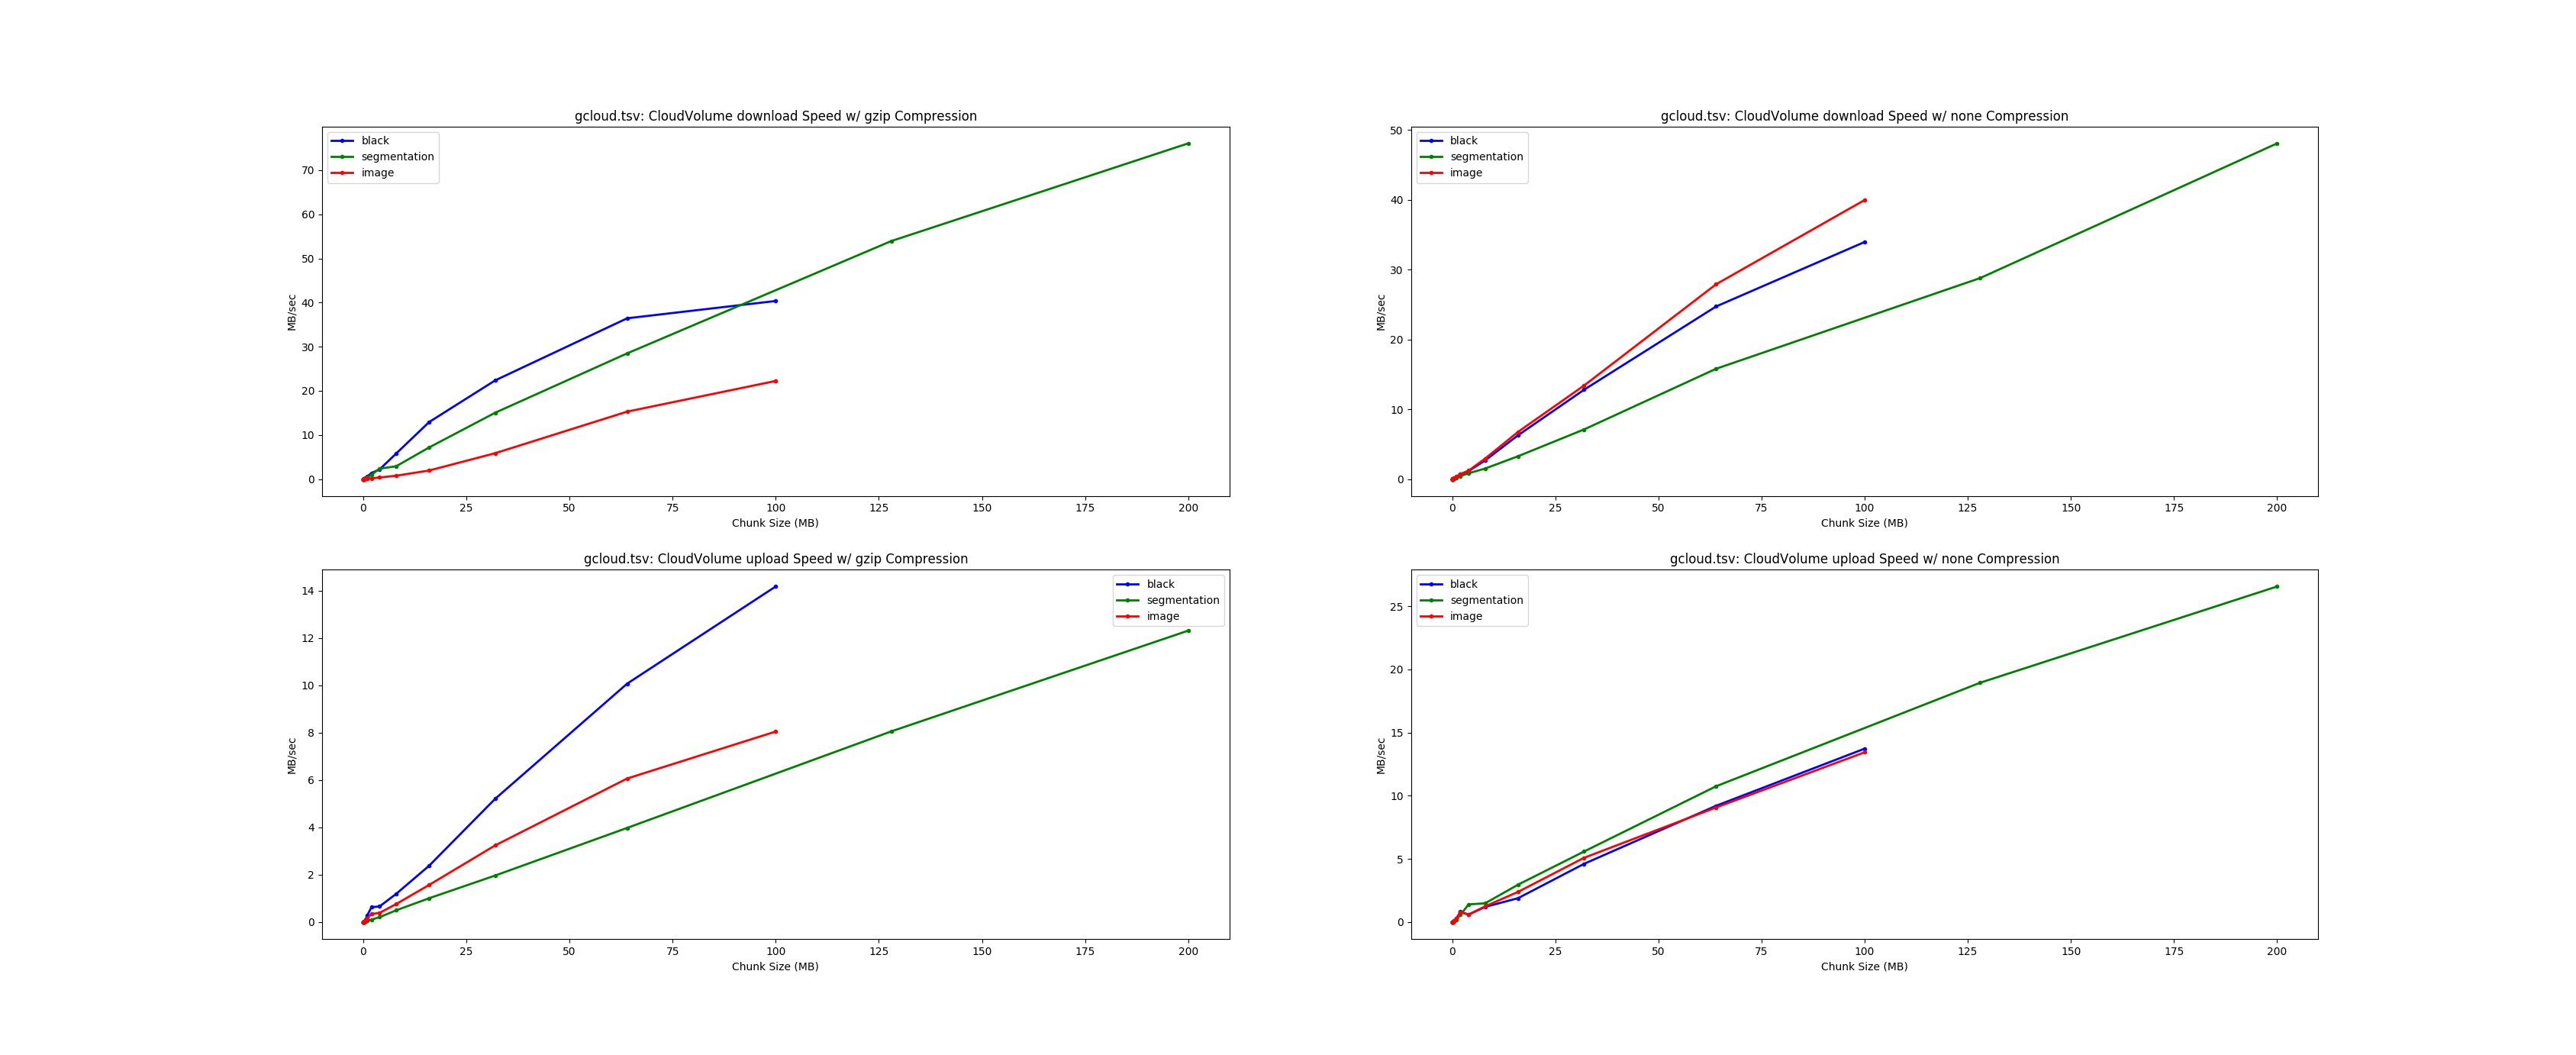 gcloud.tsv: CloudVolume download Speed w/ gzip Compression
black
segmentation
image
70
60
50
40
30
20
10
0
MB/sec
0 25 50 75 100 125 150 175 200
Chunk Size (MB)
gcloud.tsv: CloudVolume download Speed w/ none Compression
black
segmentation
image
50
40
30
20
10
0
MB/sec
0 25 50 75 100 125 150 175 200
Chunk Size (MB)
gcloud.tsv: CloudVolume upload Speed w/ gzip Compression
black
segmentation
image
14
12
10
8
6
4
2
0
MB/sec
0 25 50 75 100 125 150 175 200
Chunk Size (MB)
gcloud.tsv: CloudVolume upload Speed w/ none Compression
black
segmentation
image
25
20
15
10
5
0
MB/sec
0 25 50 75 100 125 150 175 200
Chunk Size (MB)